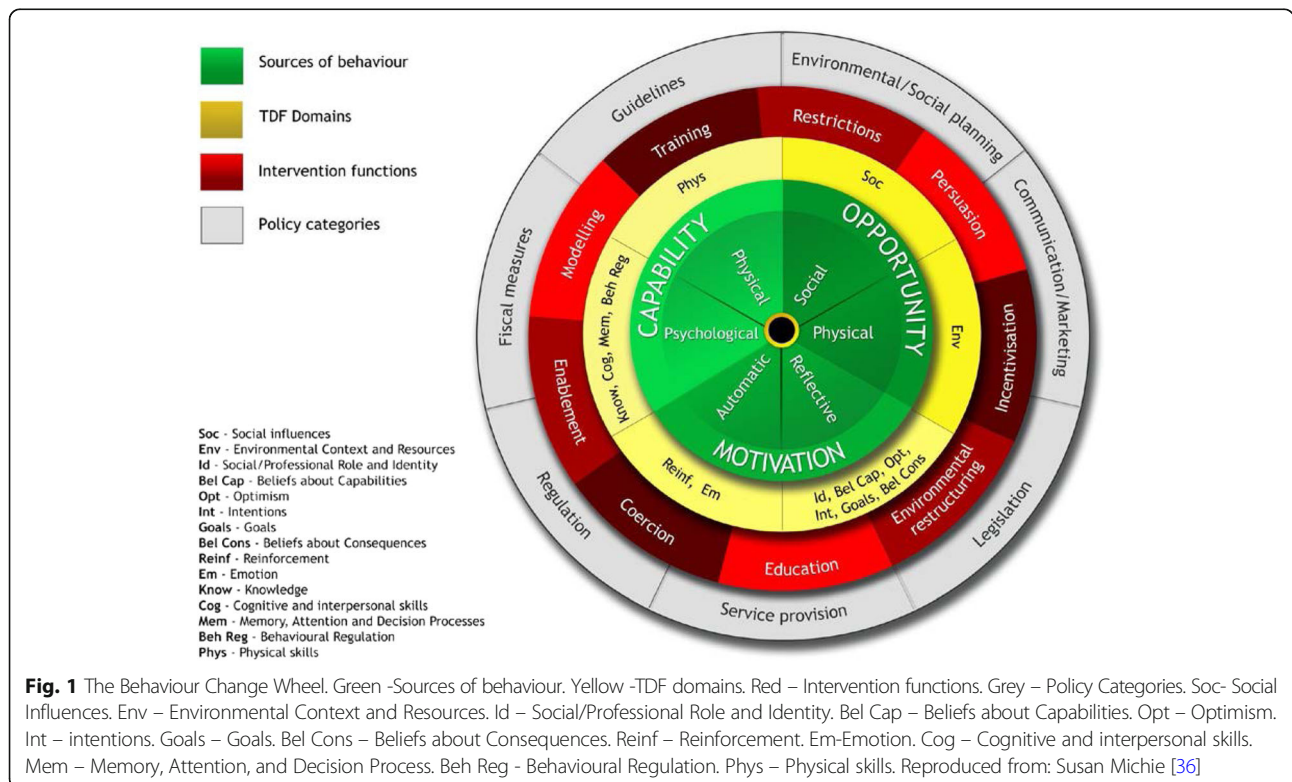 Sources of behaviour
TDF Domains
Intervention functions
Policy categories
Guidelines
Environmental/Social planning
Communication/Marketing
Legislation
Service provision
Regulation
Fiscal measures
Training
Restrictions
Persuasion
Incentivisation
Environmental
restructuring
Education
Coercion
Enablement
Modelling
Phys
Soc
Env
Id, Bel Cap, Opt,
Int, Goals, Bel Cons
Reinf, Em
Know, Cog, Mem, Beh Reg
CAPABILITY
OPPORTUNITY
MOTIVATION
Physical
Social
Physical
Reflective
Automatic
Psychological
Soc - Social influences
Env - Environmental Context and Resources
Id - Social/Professional Role and Identity
Bel Cap - Beliefs about Capabilities
Opt - Optimism
Int - Intentions
Goals - Goals
Bel Cons - Beliefs about Consequences
Reinf - Reinforcement
Em - Emotion
Know - Knowledge
Cog - Cognitive and interpersonal skills
Mem - Memory, Attention and Decision Processes
Beh Reg - Behavioural Regulation
Phys - Physical skills
Fig. 1 The Behaviour Change Wheel. Green -Sources of behaviour. Yellow -TDF domains. Red – Intervention functions. Grey – Policy Categories. Soc- Social
Influences. Env – Environmental Context and Resources. Id – Social/Professional Role and Identity. Bel Cap – Beliefs about Capabilities. Opt – Optimism.
Int – intentions. Goals – Goals. Bel Cons – Beliefs about Consequences. Reinf – Reinforcement. Em-Emotion. Cog – Cognitive and interpersonal skills.
Mem – Memory, Attention, and Decision Process. Beh Reg - Behavioural Regulation. Phys – Physical skills. Reproduced from: Susan Michie [36]